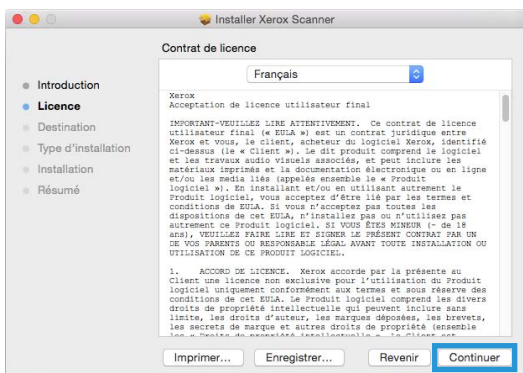 Installer Xerox Scanner
Contrat de licence
Français
Introduction
Licence
Destination
Type d'installation
Installation
Résumé
Xerox
Acceptation de licence utilisateur final
IMPORTANT-VEUILLEZ LIRE ATTENTIVEMENT. Ce contrat de licence
utilisateur final (« EULA ») est un contrat juridique entre
Xerox et vous, le client, acheteur du logiciel Xerox, identifié
ci-dessus (le « Client »). Le dit produit comprend le logiciel
et les travaux audio visuels associés, et peut inclure les
matériaux imprimés et la documentation électronique ou en ligne
et/ou les media liés (appelés ensemble le « Produit
logiciel »). En installant et/ou en utilisant autrement le
Produit logiciel, vous acceptez d'être lié par les termes et
conditions de EULA. Si vous n'acceptez pas toutes les
dispositions de cet EULA, n'installez pas ou n'utilisez pas
autrement ce Produit logiciel. SI VOUS ÊTES MINEUR (- de 18
ans), VEUILLEZ FAIRE LIRE ET SIGNER LE PRÉSENT CONTRAT PAR UN
DE VOS PARENTS OU RESPONSABLE LÉGAL AVANT TOUTE INSTALLATION OU
UTILISATION DE CE PRODUIT LOGICIEL.
1. ACCORD DE LICENCE. Xerox accorde par la présente au
Client une licence non exclusive pour l'utilisation du Produit
logiciel uniquement conformément aux termes et sous réserve des
conditions de cet EULA. Le Produit logiciel comprend les divers
droits de propriété intellectuelle qui peuvent inclure sans
limite, les droits d'auteur, les marques déposées, les brevets,
les secrets de marque et autres droits de propriété (ensemble
Imprimer...
Enregistrer...
Revenir
Continuer